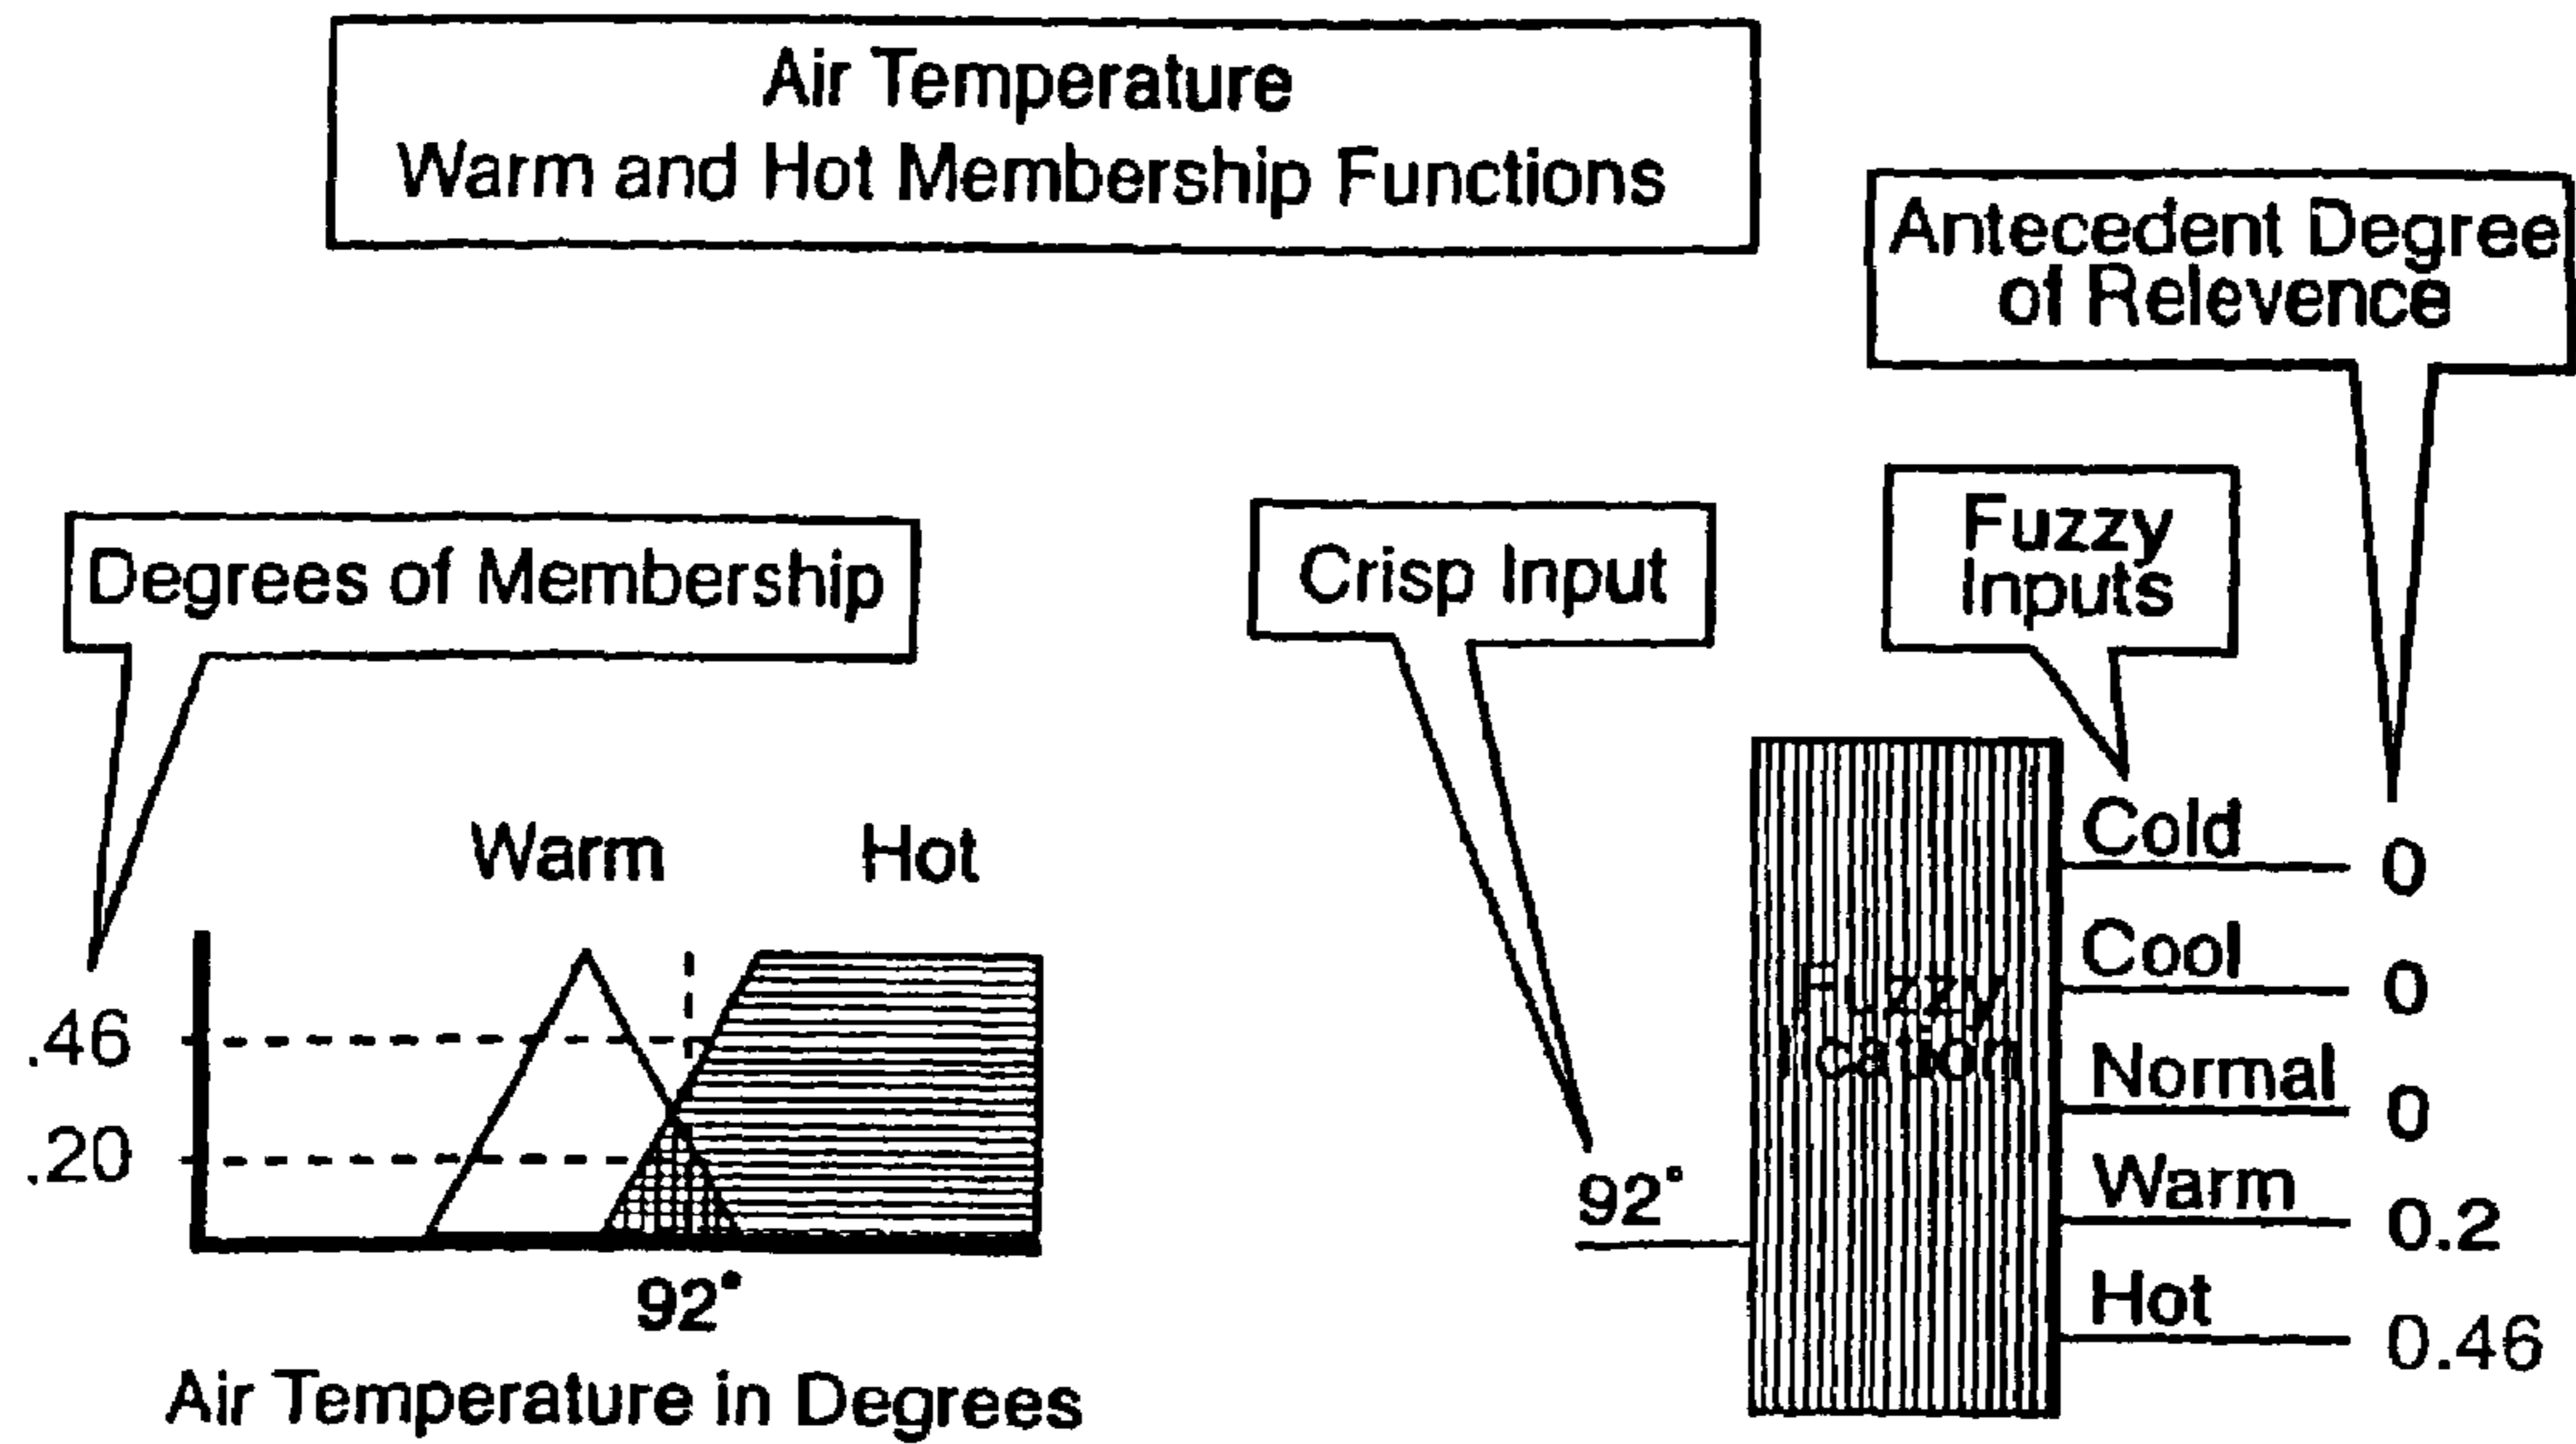 Air Temperature
Warm and Hot Membership Functions
Antecedent Degree
of Relevence
Degrees of Membership
Crisp Input
Fuzzy
Inputs
Warm
Hot
.46
.20
92°
Air Temperature in Degrees
92°
Fuzzy
ication
Cold
0
Cool
0
Normal
0
Warm
0.2
Hot
0.46